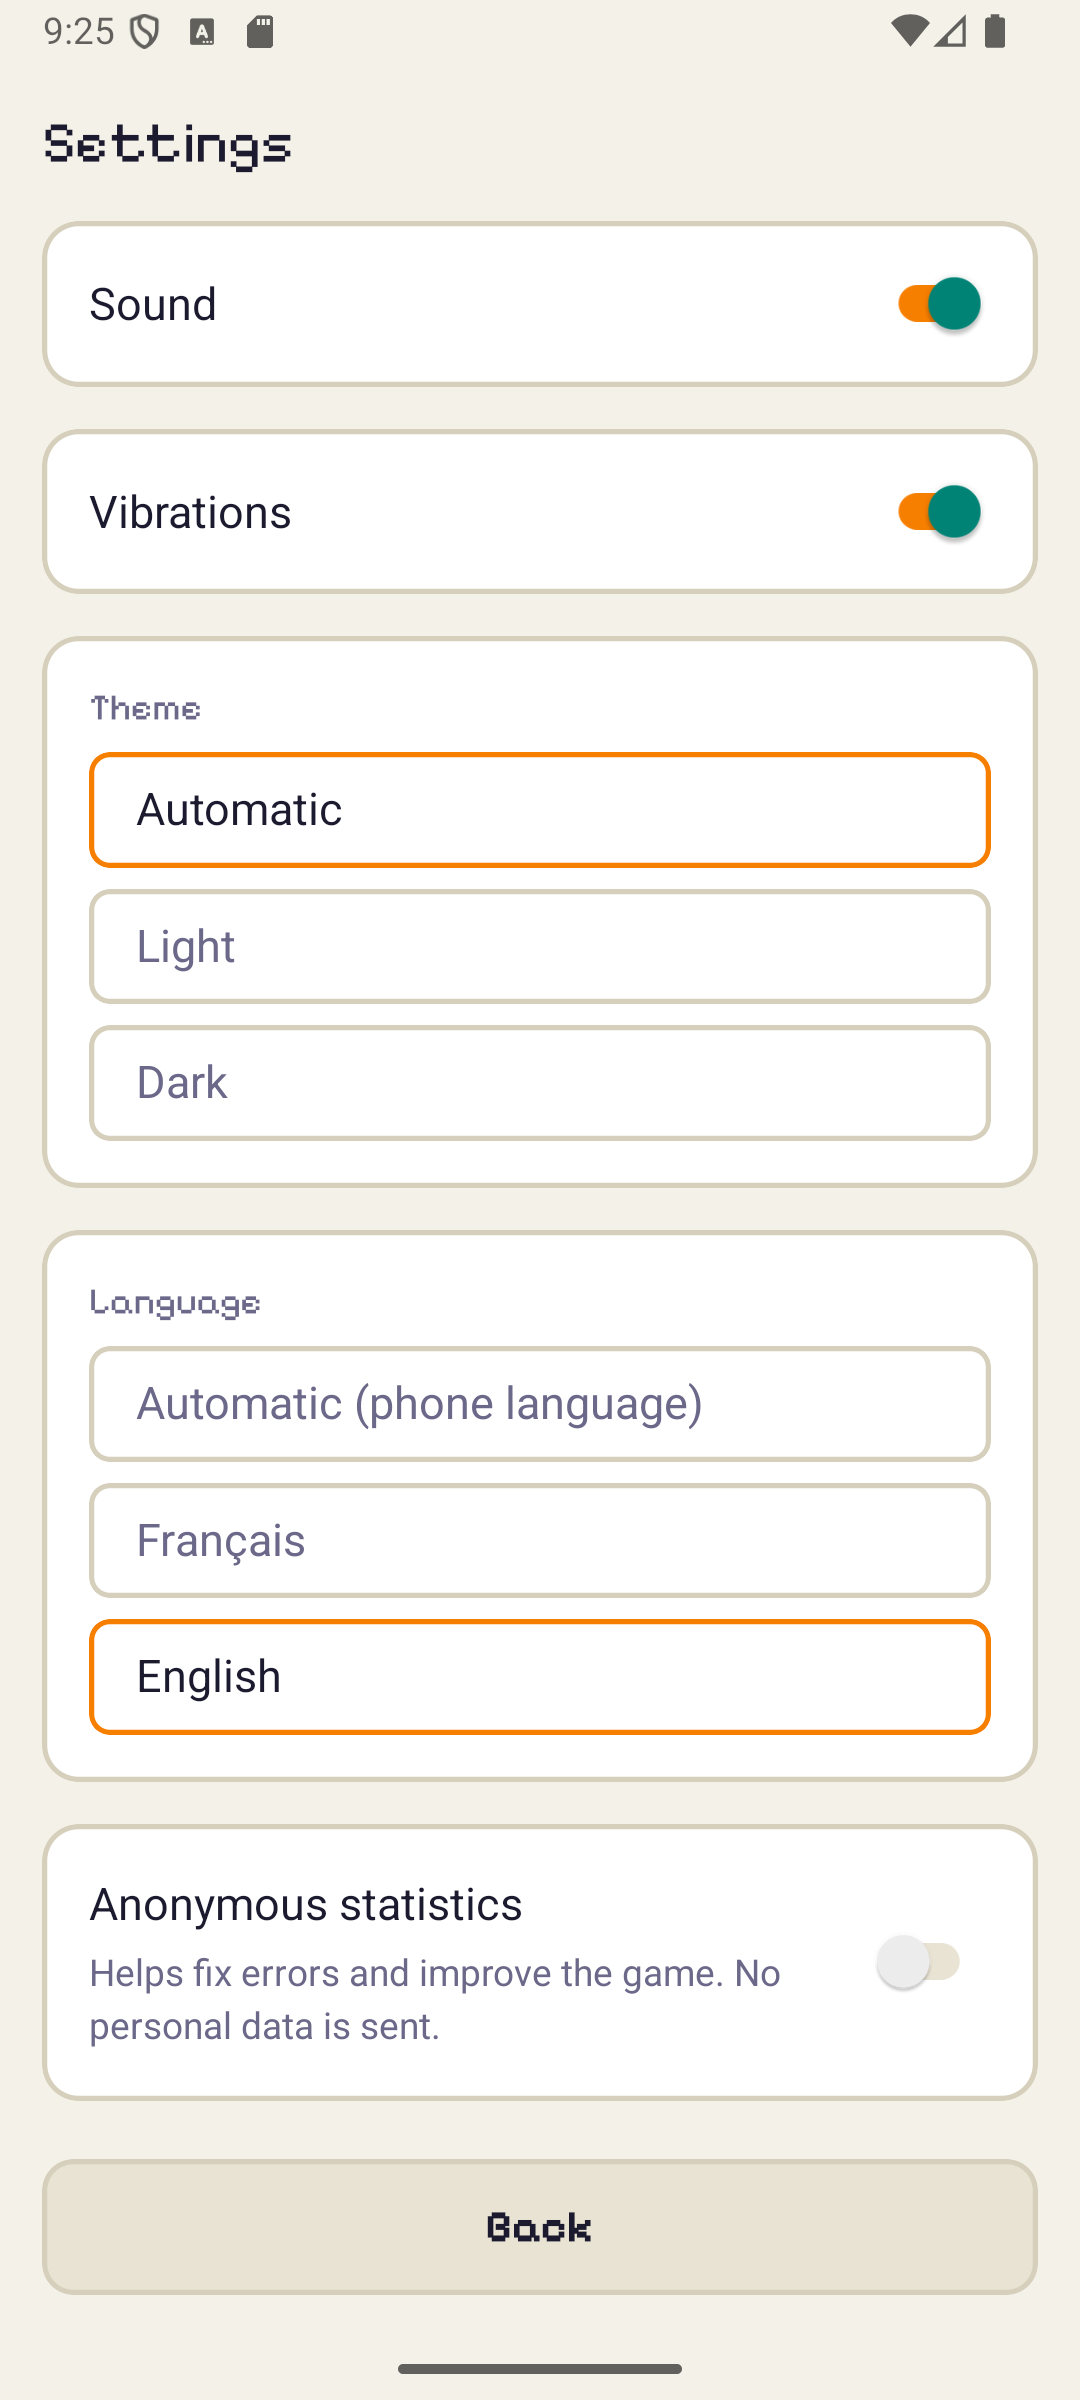 9:25
Settings
Sound
Vibrations
Theme
Automatic
Light
Dark
Language
Automatic (phone language)
Français
English
Anonymous statistics
Helps fix errors and improve the game. No
personal data is sent.
Back